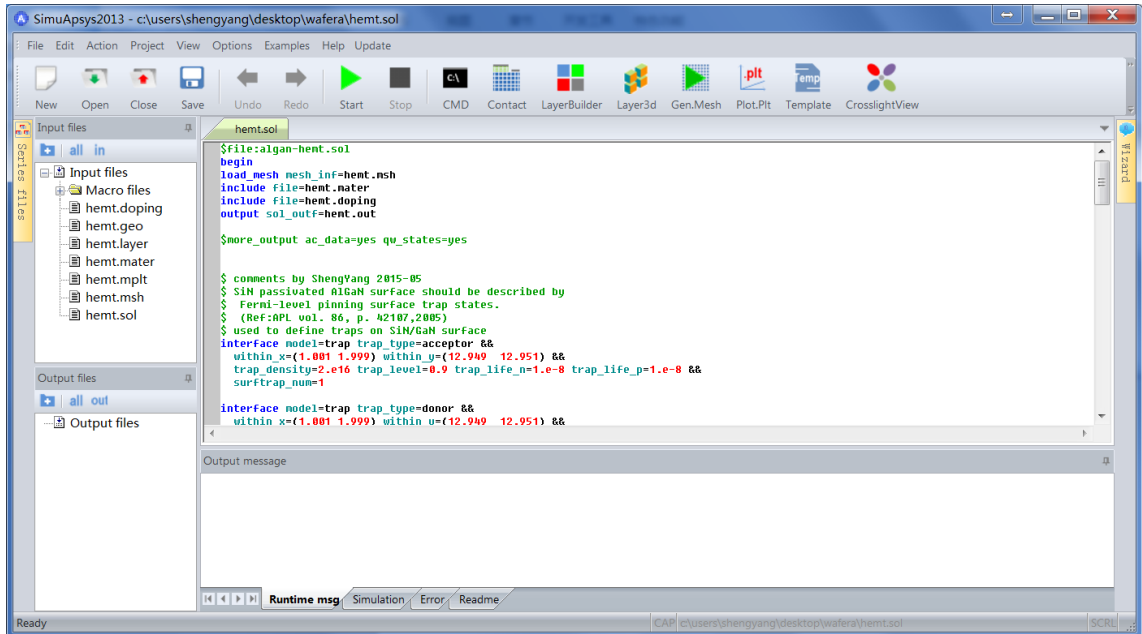 SimuApsys2013 - c:\users\shengyang\desktop\wafera\hemt.sol
File Edit Action Project View Options Examples Help Update
New Open Close Save Undo Redo Start Stop CMD Contact LayerBuilder Layer3d Gen.Mesh Plot.Plt Template CrosslightView
C:\
.plt
Temp
Series files
Input files
all in
Input files
Macro files
hemt.doping
hemt.geo
hemt.layer
hemt.mater
hemt.mplt
hemt.msh
hemt.sol
Output files
all out
Output files
hemt.sol
$file:algan-hemt.sol
begin
load_mesh mesh_inf=hemt.msh
include file=hemt.mater
include file=hemt.doping
output sol_outf=hemt.out
$more_output ac_data=yes qw_states=yes
$ comments by ShengYang 2015-05
$ SiN passivated AlGaN surface should be described by
$  Fermi-level pinning surface trap states.
$  (Ref:APL vol. 86, p. 42107,2005)
$ used to define traps on SiN/GaN surface
interface model=trap trap_type=acceptor &&
within_x=(1.001 1.999) within_y=(12.949  12.951) &&
trap_density=2.e16 trap_level=0.9 trap_life_n=1.e-8 trap_life_p=1.e-8 &&
surftrap_num=1
interface model=trap trap_type=donor &&
within_x=(1.001 1.999) within_y=(12.949  12.951) &&
Wizard
Output message
Runtime msg Simulation Error Readme
Ready
CAP c:\users\shengyang\desktop\wafera\hemt.sol SCRL